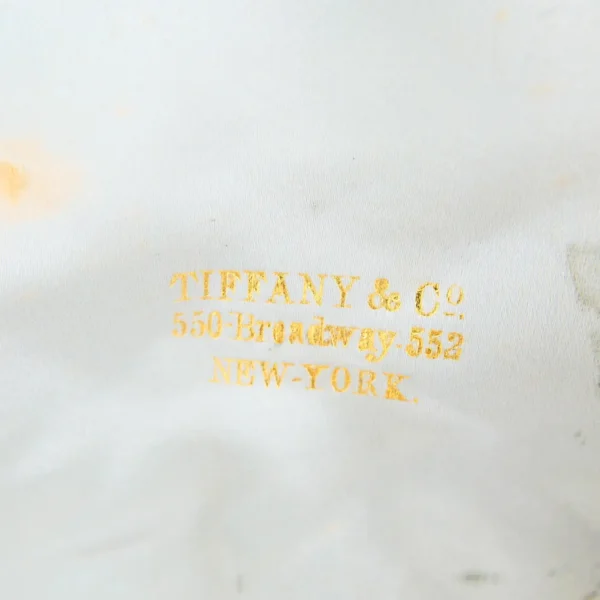 TIFFANY & Co.
550-Broadway-552
NEW-YORK.